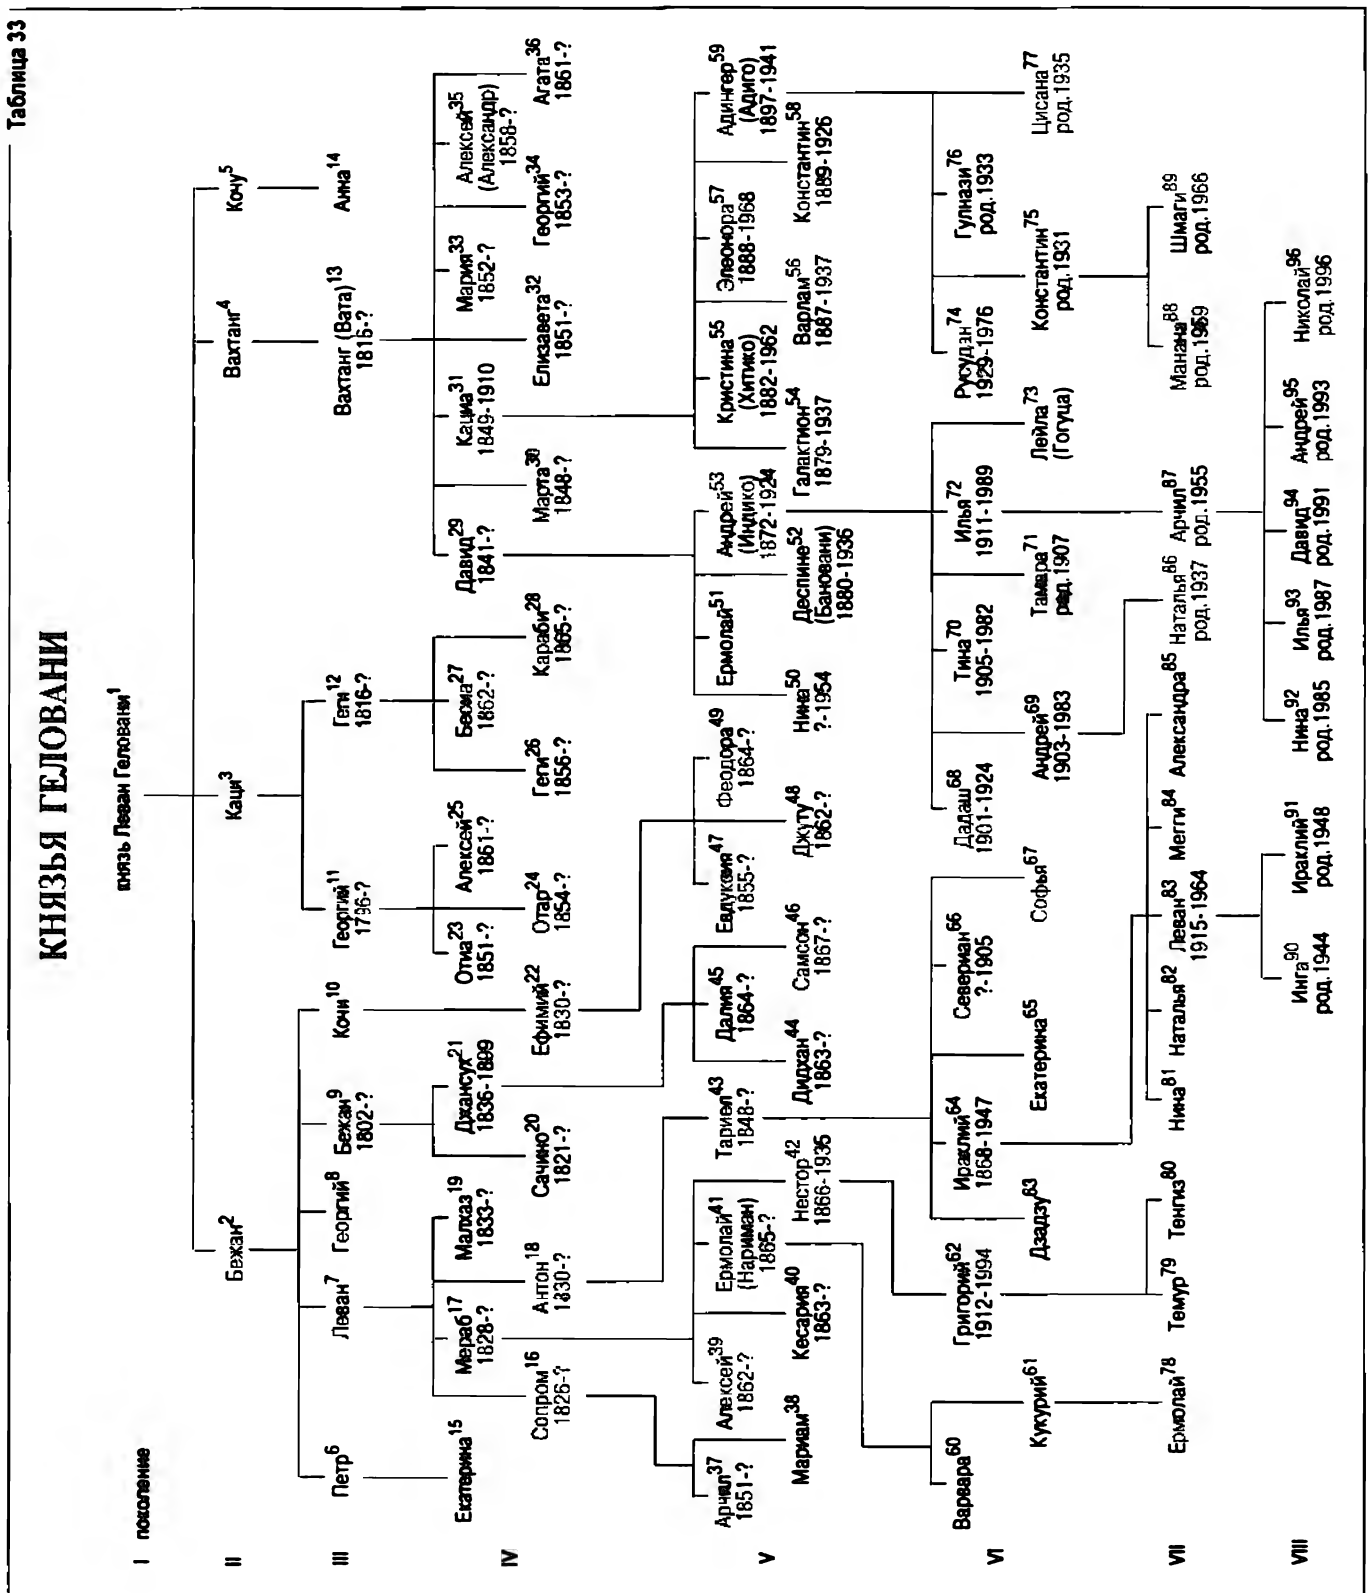 Таблица 33
КНЯЗЬЯ ГЕЛОВАНИ
I поколение
князь Леван Геловани1
II
Бежан2
Каци3
Вахтанг4
Кочу5
III
Петр6
Леван7
Георгий8
Бежан9
1802-?
Кочи10
Георгий11
1796-?
Геги12
1816-?
Вахтанг (Вата)13
1816-?
Анна14
IV
Екатерина15
Сопром16
1826-?
Мераб17
1828-?
Антон18
1830-?
Малхаз19
1833-?
Сачино20
1821-?
Джансух21
1836-1899
Ефимий22
1830-?
Отиа23
1851-?
Отар24
1854-?
Алексей25
1861-?
Геги26
1856-?
Бесиа27
1862-?
Караби28
1865-?
Давид29
1841-?
Марта30
1848-?
Кациа31
1849-1910
Елизавета32
1851-?
Мария33
1852-?
Георгий34
1853-?
Алексей35
(Александр)
1858-?
Агата36
1861-?
V
Арчил37
1851-?
Мариам38
Алексей39
1862-?
Кесария40
1863-?
Ермолай41
(Нариман)
1865-?
Нестор42
1866-1935
Тариел43
1848-?
Дидхан44
1863-?
Далия45
1864-?
Самсон46
1867-?
Евдукия47
1855-?
Джуту48
1862-?
Феодора49
1864-?
Нина50
?-1954
Ермолай51
Деспине52
(Бановани)
1880-1936
Андрей53
(Индико)
1872-1924
Галактион54
1879-1937
Кристина55
(Хитико)
1882-1962
Варлам56
1887-1937
Элеонора57
1888-1968
Константин58
1889-1926
Адингер59
(Адиго)
1897-1941
VI
Варвара60
Кукурий61
Григорий62
1912-1994
Дзадзу63
Ираклий64
1868-1947
Екатерина65
Севериан66
?-1905
Софья67
Дадаш68
1901-1924
Андрей69
1903-1983
Тина70
1905-1982
Тамара71
род.1907
Илья72
1911-1989
Лейла73
(Гогуца)
Русудан74
1929-1976
Константин75
род.1931
Гулнази76
род.1933
Цисана77
род.1935
VII
Ермолай78
Темур79
Тенгиз80
Нина81
Наталья82
Леван83
1915-1964
Мегги84
Александра85
Наталья86
род.1937
Арчил87
род.1955
Манана88
род.1959
Шмаги89
род.1966
VIII
Инга90
род.1944
Ираклий91
род.1948
Нина92
род.1985
Илья93
род.1987
Давид94
род.1991
Андрей95
род.1993
Николай96
род.1996